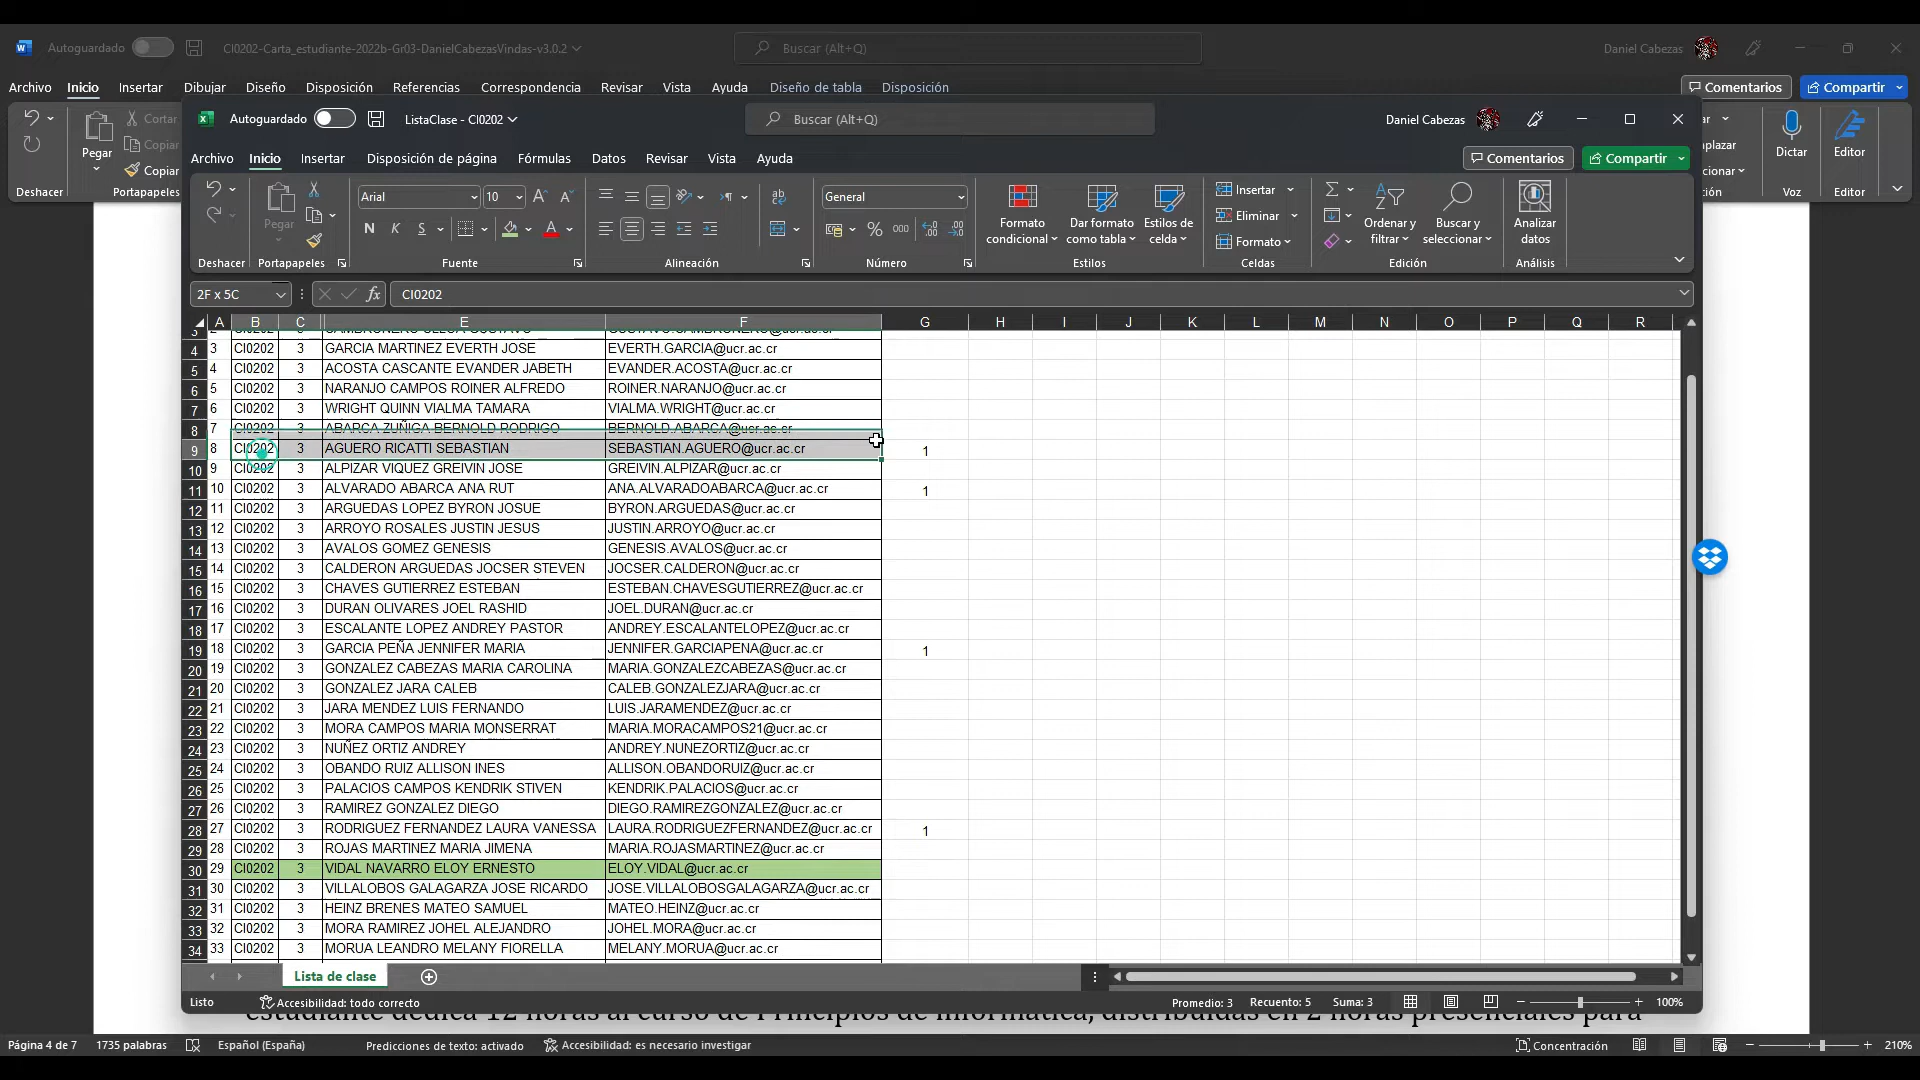 Autoguardado CI0202-Carta_estudiante-2022b-Gr03-DanielCabezasVindas-v3.0.2 Buscar (Alt+Q) Daniel Cabezas
Archivo Inicio Insertar Dibujar Diseño Disposición Referencias Correspondencia Revisar Vista Ayuda Diseño de tabla Disposición Comentarios Compartir
Pegar Cortar Copiar Copiar Deshacer Portapapeles
Dictar Voz Editor Editor
Autoguardado ListaClase - CI0202 Buscar (Alt+Q) Daniel Cabezas
Archivo Inicio Insertar Disposición de página Fórmulas Datos Revisar Vista Ayuda Comentarios Compartir
Pegar Arial 10 N K S General % 000
Formato condicional Dar formato como tabla Estilos de celda Insertar Eliminar Formato Ordenar y filtrar Buscar y seleccionar Analizar datos
Deshacer Portapapeles Fuente Alineación Número Estilos Celdas Edición Análisis
2F x 5C fx CI0202
A B C E F G H I J K L M N O P Q R
4 3 CI0202 3 GARCIA MARTINEZ EVERTH JOSE EVERTH.GARCIA@ucr.ac.cr
5 4 CI0202 3 ACOSTA CASCANTE EVANDER JABETH EVANDER.ACOSTA@ucr.ac.cr
6 5 CI0202 3 NARANJO CAMPOS ROINER ALFREDO ROINER.NARANJO@ucr.ac.cr
7 6 CI0202 3 WRIGHT QUINN VIALMA TAMARA VIALMA.WRIGHT@ucr.ac.cr
8 7 CI0202 3 ABARCA ZUÑIGA BERNOLD RODRIGO BERNOLD.ABARCA@ucr.ac.cr
9 8 CI0202 3 AGUERO RICATTI SEBASTIAN SEBASTIAN.AGUERO@ucr.ac.cr 1
10 9 CI0202 3 ALPIZAR VIQUEZ GREIVIN JOSE GREIVIN.ALPIZAR@ucr.ac.cr
11 10 CI0202 3 ALVARADO ABARCA ANA RUT ANA.ALVARADOABARCA@ucr.ac.cr 1
12 11 CI0202 3 ARGUEDAS LOPEZ BYRON JOSUE BYRON.ARGUEDAS@ucr.ac.cr
13 12 CI0202 3 ARROYO ROSALES JUSTIN JESUS JUSTIN.ARROYO@ucr.ac.cr
14 13 CI0202 3 AVALOS GOMEZ GENESIS GENESIS.AVALOS@ucr.ac.cr
15 14 CI0202 3 CALDERON ARGUEDAS JOCSER STEVEN JOCSER.CALDERON@ucr.ac.cr
16 15 CI0202 3 CHAVES GUTIERREZ ESTEBAN ESTEBAN.CHAVESGUTIERREZ@ucr.ac.cr
17 16 CI0202 3 DURAN OLIVARES JOEL RASHID JOEL.DURAN@ucr.ac.cr
18 17 CI0202 3 ESCALANTE LOPEZ ANDREY PASTOR ANDREY.ESCALANTELOPEZ@ucr.ac.cr
19 18 CI0202 3 GARCIA PEÑA JENNIFER MARIA JENNIFER.GARCIAPENA@ucr.ac.cr 1
20 19 CI0202 3 GONZALEZ CABEZAS MARIA CAROLINA MARIA.GONZALEZCABEZAS@ucr.ac.cr
21 20 CI0202 3 GONZALEZ JARA CALEB CALEB.GONZALEZJARA@ucr.ac.cr
22 21 CI0202 3 JARA MENDEZ LUIS FERNANDO LUIS.JARAMENDEZ@ucr.ac.cr
23 22 CI0202 3 MORA CAMPOS MARIA MONSERRAT MARIA.MORACAMPOS21@ucr.ac.cr
24 23 CI0202 3 NUÑEZ ORTIZ ANDREY ANDREY.NUNEZORTIZ@ucr.ac.cr
25 24 CI0202 3 OBANDO RUIZ ALLISON INES ALLISON.OBANDORUIZ@ucr.ac.cr
26 25 CI0202 3 PALACIOS CAMPOS KENDRIK STIVEN KENDRIK.PALACIOS@ucr.ac.cr
27 26 CI0202 3 RAMIREZ GONZALEZ DIEGO DIEGO.RAMIREZGONZALEZ@ucr.ac.cr
28 27 CI0202 3 RODRIGUEZ FERNANDEZ LAURA VANESSA LAURA.RODRIGUEZFERNANDEZ@ucr.ac.cr 1
29 28 CI0202 3 ROJAS MARTINEZ MARIA JIMENA MARIA.ROJASMARTINEZ@ucr.ac.cr
30 29 CI0202 3 VIDAL NAVARRO ELOY ERNESTO ELOY.VIDAL@ucr.ac.cr
31 30 CI0202 3 VILLALOBOS GALAGARZA JOSE RICARDO JOSE.VILLALOBOSGALAGARZA@ucr.ac.cr
32 31 CI0202 3 HEINZ BRENES MATEO SAMUEL MATEO.HEINZ@ucr.ac.cr
33 32 CI0202 3 MORA RAMIREZ JOHEL ALEJANDRO JOHEL.MORA@ucr.ac.cr
34 33 CI0202 3 MORUA LEANDRO MELANY FIORELLA MELANY.MORUA@ucr.ac.cr
Lista de clase
Listo Accesibilidad: todo correcto Promedio: 3 Recuento: 5 Suma: 3 100%
estudiante dedica 12 horas al curso de Principios de Informática, distribuidas en 2 horas presenciales para
Página 4 de 7 1735 palabras Español (España) Predicciones de texto: activado Accesibilidad: es necesario investigar Concentración 210%